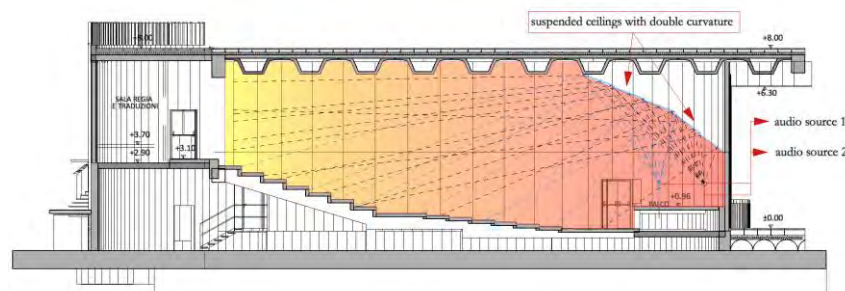 suspended ceilings with double curvature
+8.00
+8.00
+6.30
SALA REGIA
E TRADUZIONI
audio source 1
+3.70
audio source 2
+2.90
+3.10
+0.96
PALCO
±0.00